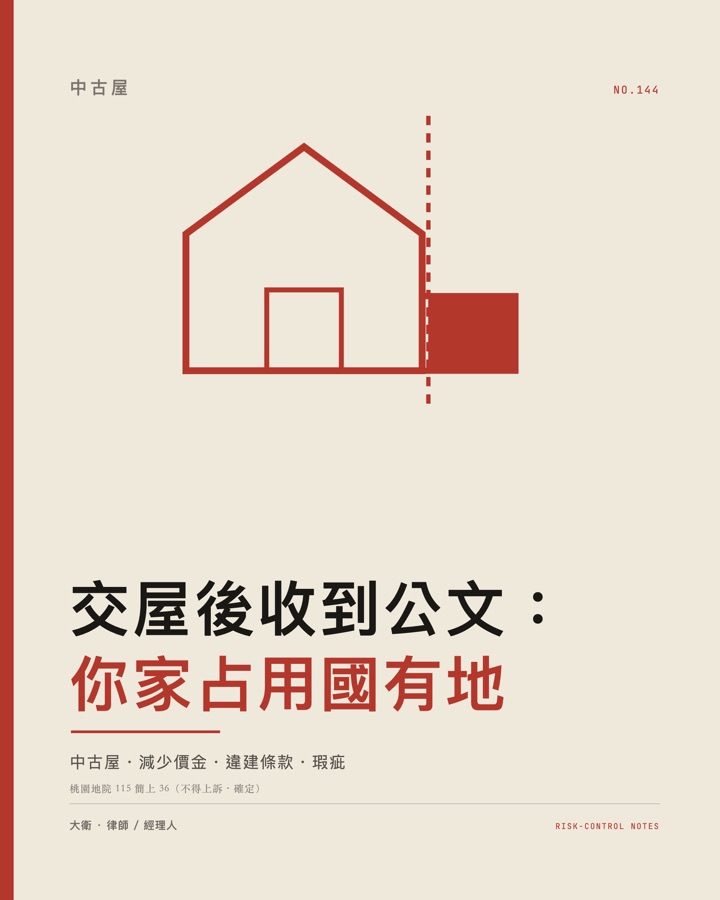 中古屋
NO.144
交屋後收到公文：
你家占用國有地
中古屋・減少價金・違建條款・瑕疵
桃園地院 115 簡上 36（不得上訴・確定）
大衛 · 律師 / 經理人
RISK-CONTROL NOTES